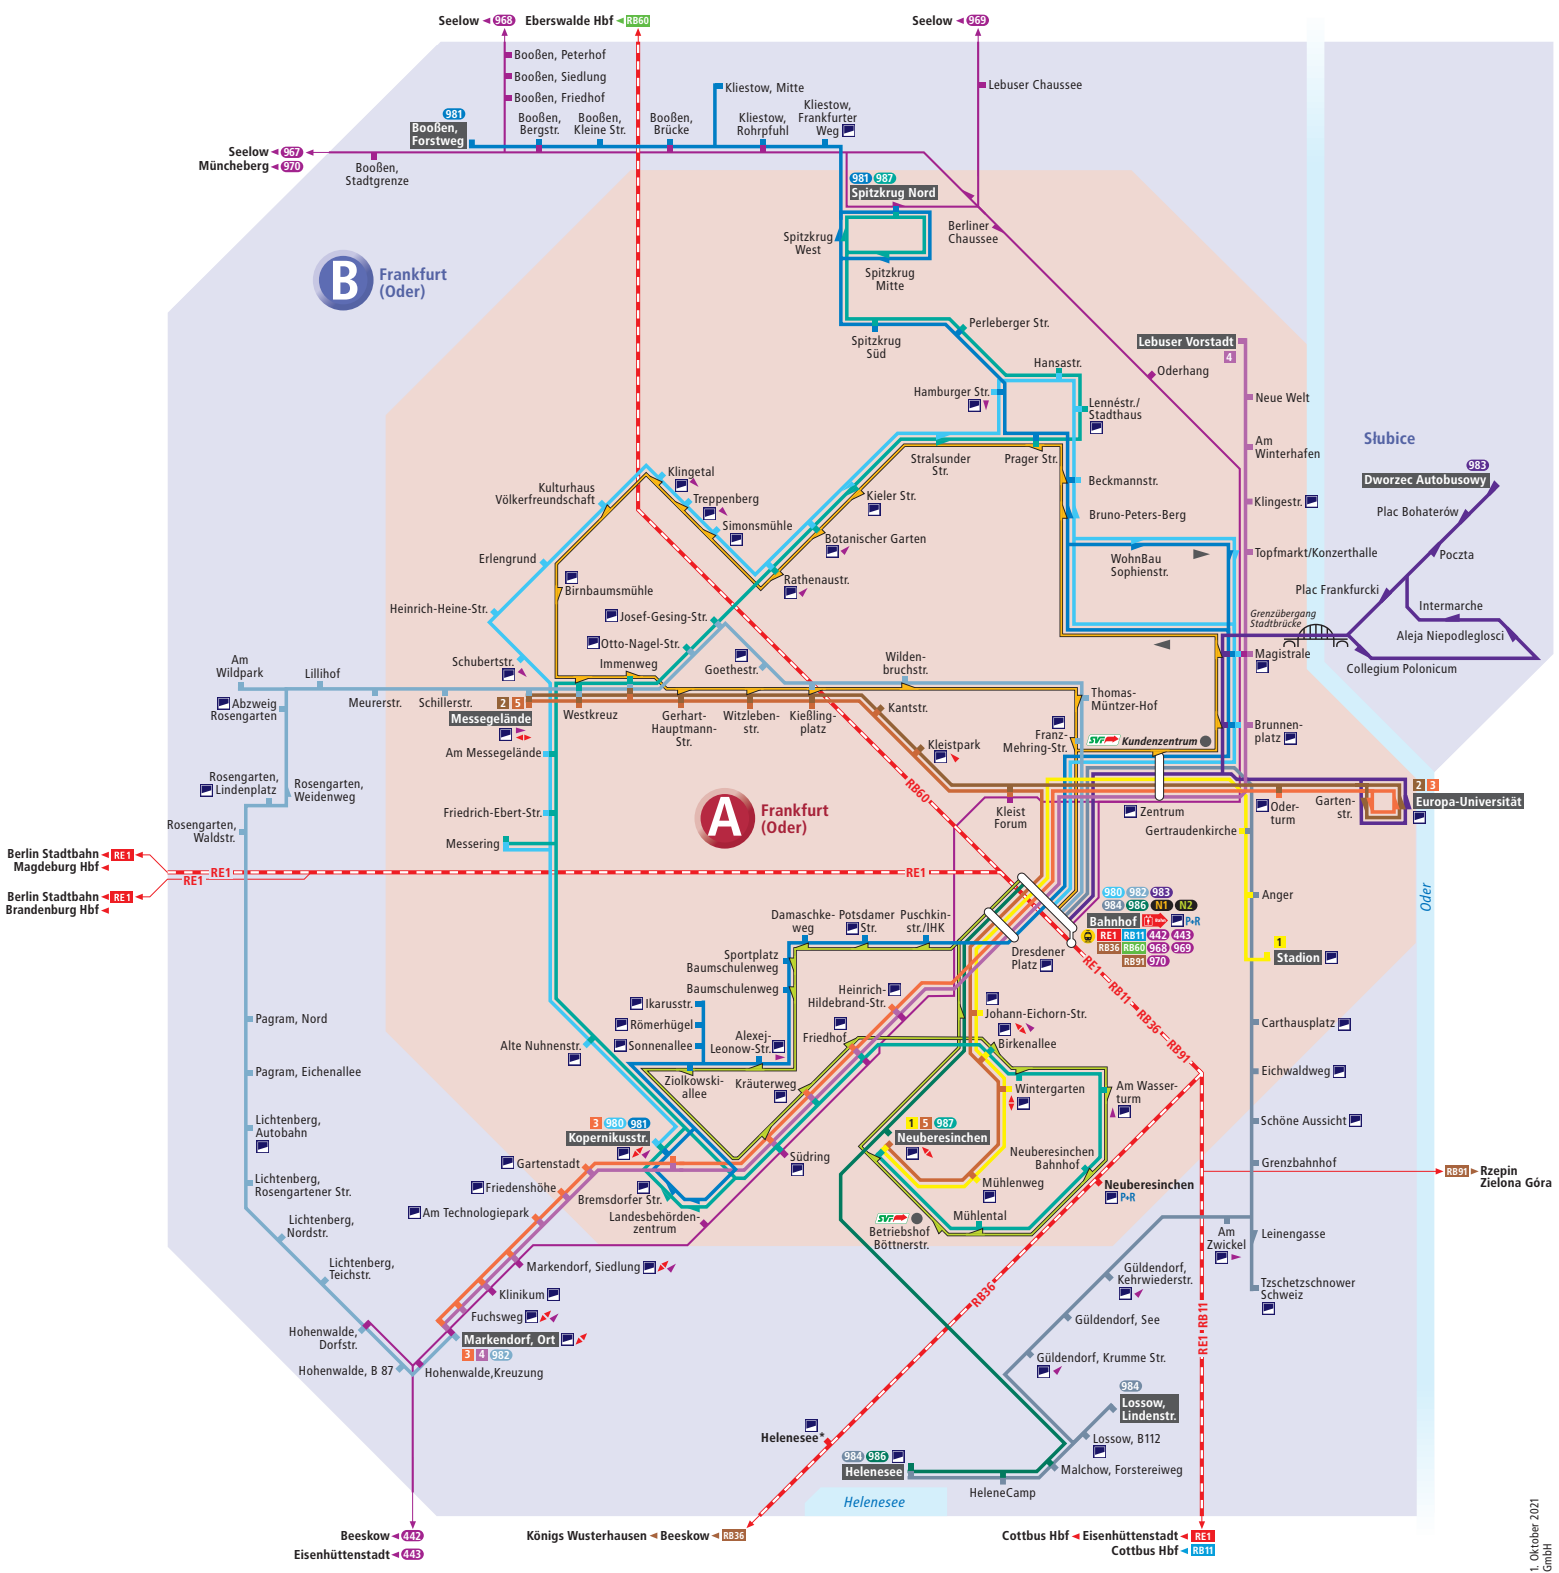 Seelow 968
Eberswalde Hbf RB60
Seelow 969
Booßen, Peterhof
Booßen, Siedlung
Booßen, Friedhof
Lebuser Chaussee
Kliestow, Mitte
981
Booßen,
Forstweg
Booßen,
Bergstr.
Booßen,
Kleine Str.
Booßen,
Brücke
Kliestow,
Rohrpfuhl
Kliestow,
Frankfurter
Weg
Seelow 967
Müncheberg 970
Booßen,
Stadtgrenze
981 987
Spitzkrug Nord
Spitzkrug
West
Berliner
Chaussee
Spitzkrug
Mitte
B Frankfurt
(Oder)
Perleberger Str.
Spitzkrug
Süd
Lebuser Vorstadt
4
Hansastr.
Oderhang
Hamburger Str.
Lennéstr./
Stadthaus
Neue Welt
Słubice
Am
Winterhafen
Stralsunder
Str.
Prager Str.
983
Dworzec Autobusowy
Klingetal
Kulturhaus
Völkerfreundschaft
Treppenberg
Kieler Str.
Beckmannstr.
Klingestr.
Plac Bohaterów
Simonsmühle
Bruno-Peters-Berg
Botanischer Garten
Erlengrund
WohnBau
Sophienstr.
Topfmarkt/Konzerthalle
Poczta
Birnbaumsmühle
Rathenaustr.
Plac Frankfurcki
Heinrich-Heine-Str.
Josef-Gesing-Str.
Grenzübergang
Stadtbrücke
Intermarche
Aleja Niepodleglosci
Otto-Nagel-Str.
Schubertstr.
Immenweg
Goethestr.
Wilden-
bruchstr.
Magistrale
Collegium Polonicum
Am
Wildpark
Lillihof
Abzweig
Rosengarten
Meurerstr.
Schillerstr.
2 5
Messegelände
Westkreuz
Gerhart-
Hauptmann-
Str.
Witzleben-
str.
Kießling-
platz
Kantstr.
Thomas-
Müntzer-Hof
Franz-
Mehring-Str.
SVF Kundenzentrum
Brunnen-
platz
Kleistpark
Am Messegelände
Rosengarten,
Lindenplatz
Rosengarten,
Weidenweg
RB60
2 3
Europa-Universität
A Frankfurt
(Oder)
Friedrich-Ebert-Str.
Kleist
Forum
Zentrum
Oder-
turm
Garten-
str.
Rosengarten,
Waldstr.
Messering
Gertraudenkirche
Berlin Stadtbahn RE1
Magdeburg Hbf
RE1
RE1
RE1
Berlin Stadtbahn RE1
Brandenburg Hbf
Oder
Anger
980 982 983
984 986 N1 N2
Bahnhof Bahn P+R
RE1 RB11 442 443
RB36 RB60 968 969
RB91 970
Damaschke-
weg
Potsdamer
Str.
Puschkin-
str./IHK
Dresdener
Platz
1
Stadion
Sportplatz
Baumschulenweg
Baumschulenweg
RE1
RB11
RB36
RB91
Heinrich-
Hildebrand-Str.
Ikarusstr.
Römerhügel
Sonnenallee
Alexej-
Leonow-Str.
Friedhof
Johann-Eichorn-Str.
Birkenallee
Pagram, Nord
Carthausplatz
Alte Nuhnenstr.
Pagram, Eichenallee
Eichwaldweg
Ziolkowski-
allee
Kräuterweg
Wintergarten
Am Wasser-
turm
Lichtenberg,
Autobahn
3 980 981
Kopernikusstr.
1 5 987
Neuberesinchen
Schöne Aussicht
Südring
Neuberesinchen
Bahnhof
Gartenstadt
Grenzbahnhof
RB91 Rzepin
Zielona Góra
Lichtenberg,
Rosengartener Str.
Friedenshöhe
Mühlenweg
Neuberesinchen
P+R
Bremsdorfer Str.
Am Technologiepark
Landesbehörden-
zentrum
Mühlental
SVF
Betriebshof
Böttnerstr.
Lichtenberg,
Nordstr.
Am
Zwickel
Leinengasse
Lichtenberg,
Teichstr.
Markendorf, Siedlung
Güldendorf,
Kehrwiederstr.
Tzschetzschnower
Schweiz
Klinikum
RB36
RE1
RB11
Fuchsweg
Güldendorf, See
Hohenwalde,
Dorfstr.
Markendorf, Ort
3 4 982
Güldendorf, Krumme Str.
Hohenwalde, B 87
Hohenwalde,Kreuzung
984
Lossow,
Lindenstr.
Helenesee*
Lossow, B112
984 986
Helenesee
Malchow, Forstereiweg
HeleneCamp
Helenesee
Beeskow 442
Eisenhüttenstadt 443
Königs Wusterhausen Beeskow RB36
Cottbus Hbf Eisenhüttenstadt RE1
Cottbus Hbf RB11
1. Oktober 2021
GmbH